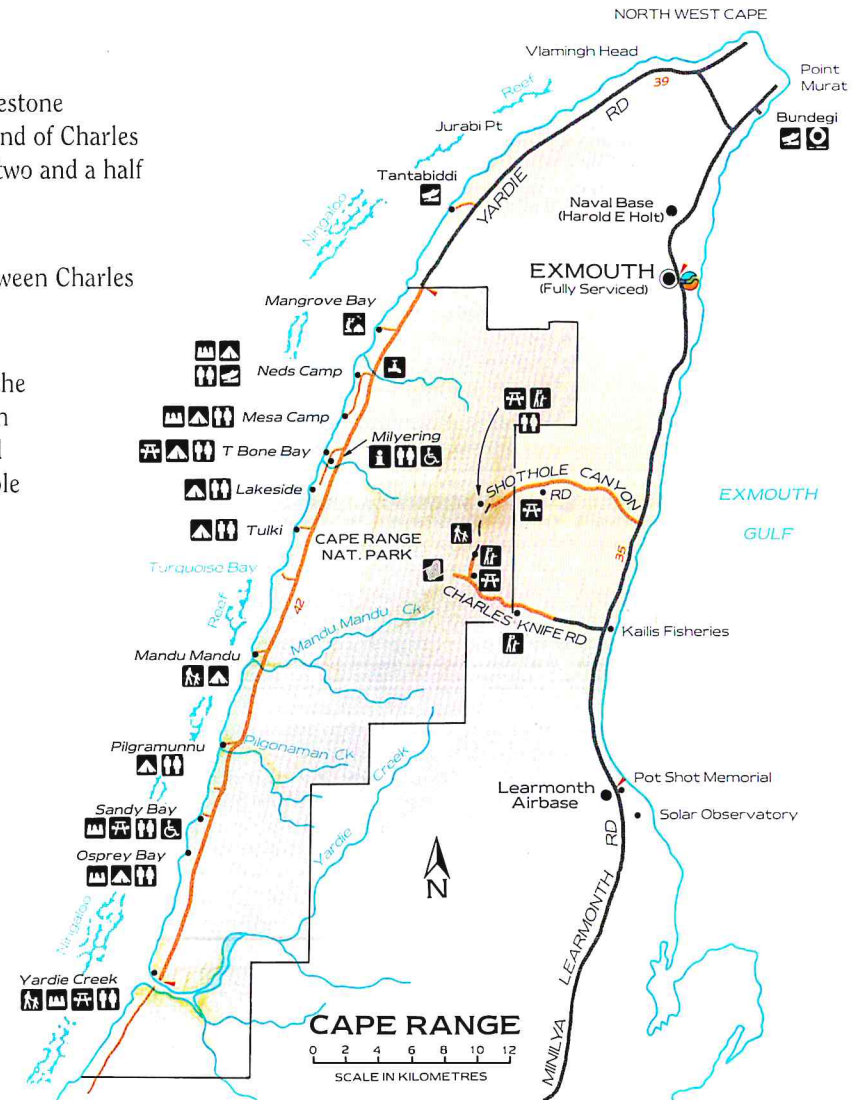 NORTH WEST CAPE
Vlamingh Head
Point
Murat
39
Reef
RD
estone
nd of Charles
two and a half
Jurabi Pt
Bundegi
Tantabiddi
YARDIE
Naval Base
(Harold E Holt)
Ningaloo
ween Charles
EXMOUTH
(Fully Serviced)
Mangrove Bay
Neds Camp
the
n
l
ple
Mesa Camp
T Bone Bay
Milyering
Lakeside
SHOTHOLE CANYON
RD
EXMOUTH
GULF
Tulki
CAPE RANGE
NAT. PARK
35
Turquoise Bay
42
Reef
Mandu Mandu Ck
CHARLES KNIFE RD
Kailis Fisheries
Mandu Mandu
Pilgramunnu
Pilgonaman Ck
Yardie Creek
Learmonth
Airbase
Pot Shot Memorial
Solar Observatory
Sandy Bay
Osprey Bay
N
MINILYA LEARMONTH RD
Ningaloo
Yardie Creek
CAPE RANGE
0 2 4 6 8 10 12
SCALE IN KILOMETRES